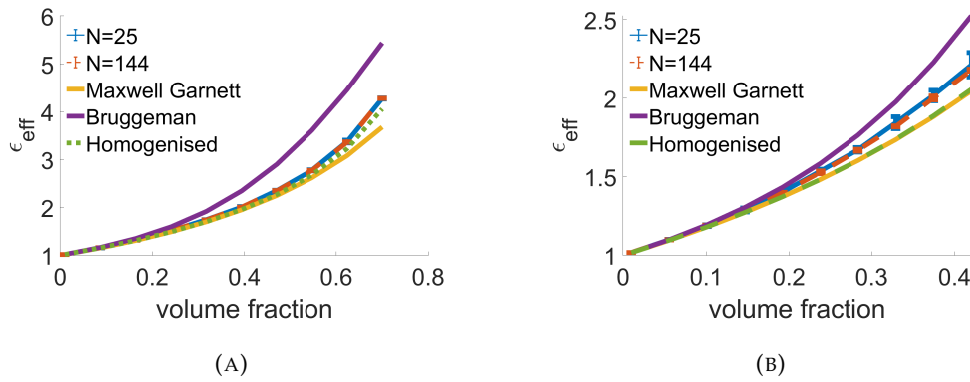 6
5
4
3
2
1
ϵeff
N=25
N=144
Maxwell Garnett
Bruggeman
Homogenised
0
0.2
0.4
0.6
0.8
volume fraction
(A)
2.5
2
1.5
1
ϵeff
N=25
N=144
Maxwell Garnett
Bruggeman
Homogenised
0
0.1
0.2
0.3
0.4
volume fraction
(B)